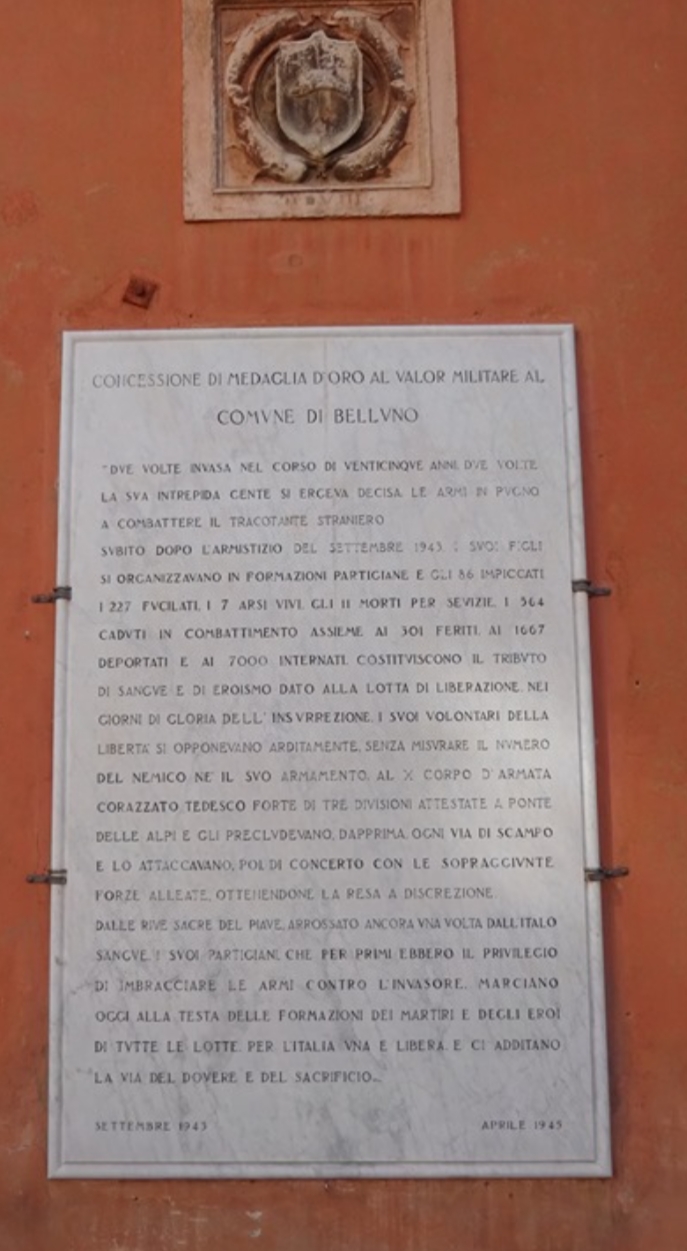 CONCESSIONE DI MEDAGLIA D'ORO AL VALOR MILITARE AL
COMVNE DI BELLVNO
"DVE VOLTE INVASA NEL CORSO DI VENTICINQVE ANNI, DVE VOLTE
LA SVA INTREPIDA GENTE SI ERGEVA DECISA, LE ARMI IN PVGNO
A COMBATTERE IL TRACOTANTE STRANIERO
SVBITO DOPO L'ARMISTIZIO DEL SETTEMBRE 1943, I SVOI FIGLI
SI ORGANIZZAVANO IN FORMAZIONI PARTIGIANE E GLI 86 IMPICCATI,
I 227 FVCILATI, I 7 ARSI VIVI, GLI 11 MORTI PER SEVIZIE, I 564
CADVTI IN COMBATTIMENTO ASSIEME AI 301 FERITI, AI 1667
DEPORTATI E AI 7000 INTERNATI, COSTITVISCONO IL TRIBVTO
DI SANGVE E DI EROISMO DATO ALLA LOTTA DI LIBERAZIONE. NEI
GIORNI DI GLORIA DELL'INSVRREZIONE, I SVOI VOLONTARI DELLA
LIBERTA' SI OPPONEVANO ARDITAMENTE, SENZA MISVRARE IL NVMERO
DEL NEMICO NE' IL SVO ARMAMENTO, AL X CORPO D'ARMATA
CORAZZATO TEDESCO FORTE DI TRE DIVISIONI ATTESTATE A PONTE
DELLE ALPI E GLI PRECLVDEVANO, DAPPRIMA, OGNI VIA DI SCAMPO
E LO ATTACCAVANO, POI, DI CONCERTO CON LE SOPRAGGIVNTE
FORZE ALLEATE, OTTENENDONE LA RESA A DISCREZIONE.
DALLE RIVE SACRE DEL PIAVE, ARROSSATO ANCORA VNA VOLTA DALL'ITALO
SANGVE, I SVOI PARTIGIANI, CHE PER PRIMI EBBERO IL PRIVILEGIO
DI IMBRACCIARE LE ARMI CONTRO L'INVASORE, MARCIANO
OGGI ALLA TESTA DELLE FORMAZIONI DEI MARTIRI E DEGLI EROI
DI TVTTE LE LOTTE, PER L'ITALIA VNA E LIBERA, E CI ADDITANO
LA VIA DEL DOVERE E DEL SACRIFICIO"
SETTEMBRE 1943 APRILE 1945